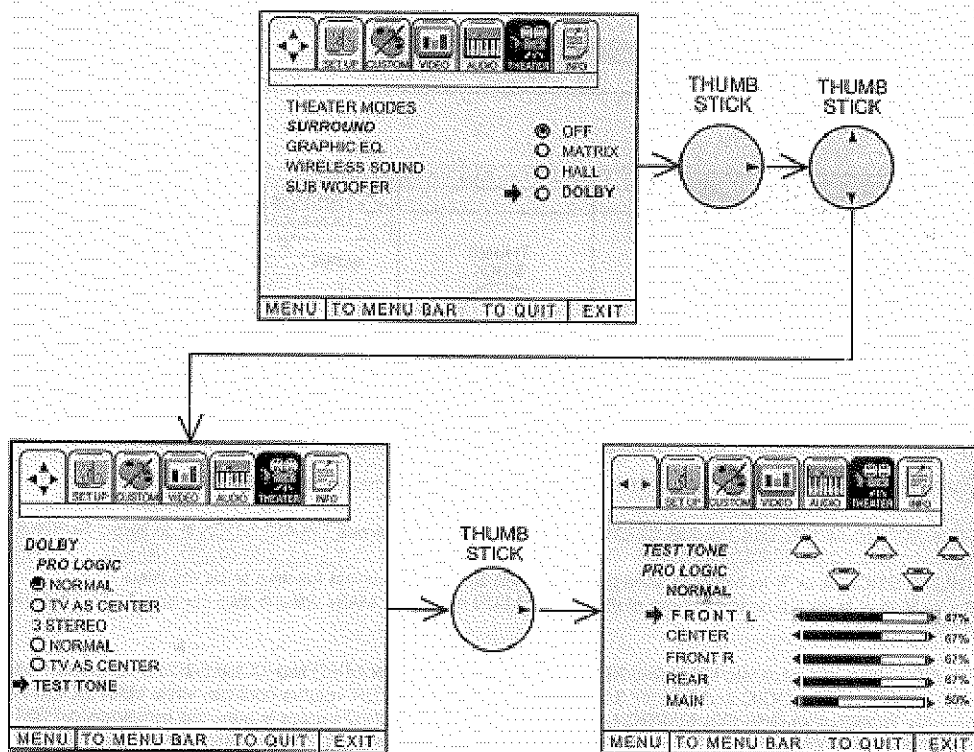 SET UP CUSTOM VIDEO AUDIO THEATER INFO
THEATER MODES
SURROUND
GRAPHIC EQ.
WIRELESS SOUND
SUB WOOFER
OFF
MATRIX
HALL
DOLBY
MENU TO MENU BAR TO QUIT EXIT
THUMB
STICK
THUMB
STICK
SET UP CUSTOM VIDEO AUDIO THEATER INFO
DOLBY
PRO LOGIC
NORMAL
TV AS CENTER
3 STEREO
NORMAL
TV AS CENTER
TEST TONE
MENU TO MENU BAR TO QUIT EXIT
THUMB
STICK
SET UP CUSTOM VIDEO AUDIO THEATER INFO
TEST TONE
PRO LOGIC
NORMAL
FRONT L 67%
CENTER 67%
FRONT R 67%
REAR 67%
MAIN 50%
MENU TO MENU BAR TO QUIT EXIT